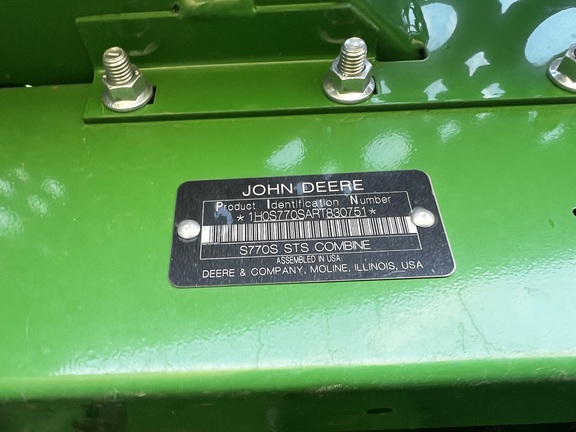 JOHN DEERE
Product Identification Number
*1H0S770SART830751*
S770S STS COMBINE
ASSEMBLED IN USA
DEERE & COMPANY, MOLINE, ILLINOIS, USA